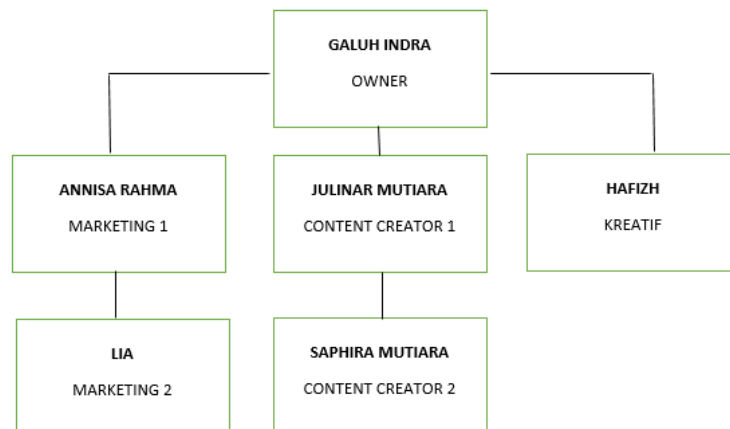 GALUH INDRA
OWNER
ANNISA RAHMA
MARKETING 1
JULINAR MUTIARA
CONTENT CREATOR 1
HAFIZH
KREATIF
LIA
MARKETING 2
SAPHIRA MUTIARA
CONTENT CREATOR 2